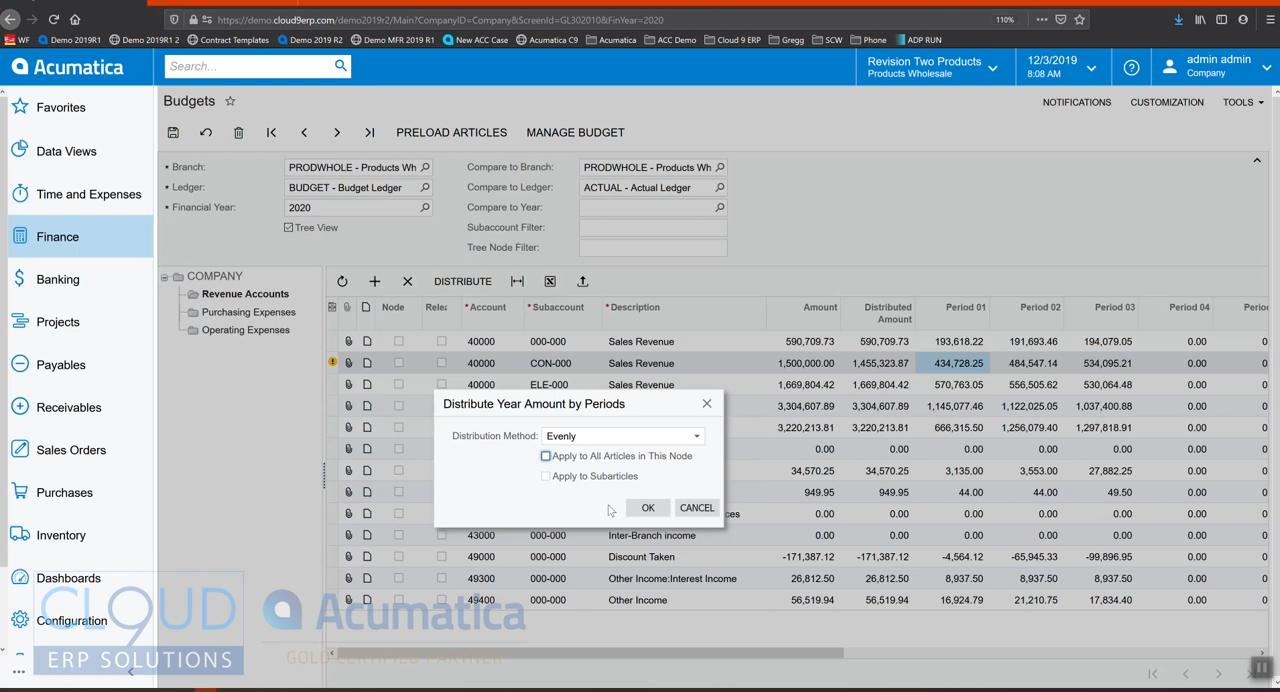 https://demo.cloud9erp.com/demo2019r2/Main?CompanyID=Company&ScreenId=GL302010&FinYear=2020
110%
WF
Demo 2019R1
Demo 2019R1 2
Contract Templates
Demo 2019 R2
Demo MFR 2019 R1
New ACC Case
Acumatica C9
Acumatica
ACC Demo
Cloud 9 ERP
Gregg
SCW
Phone
ADP RUN
Acumatica
Search...
Revision Two Products
Products Wholesale
12/3/2019
8:08 AM
admin admin
Company
Favorites
Data Views
Time and Expenses
Finance
Banking
Projects
Payables
Receivables
Sales Orders
Purchases
Inventory
Dashboards
Configuration
Budgets
NOTIFICATIONS
CUSTOMIZATION
TOOLS
PRELOAD ARTICLES
MANAGE BUDGET
* Branch: PRODWHOLE - Products Wh
* Ledger: BUDGET - Budget Ledger
* Financial Year: 2020
Tree View
Compare to Branch: PRODWHOLE - Products Wh
Compare to Ledger: ACTUAL - Actual Ledger
Compare to Year:
Subaccount Filter:
Tree Node Filter:
COMPANY
Revenue Accounts
Purchasing Expenses
Operating Expenses
DISTRIBUTE
Node Relea * Account * Subaccount * Description Amount Distributed Amount Period 01 Period 02 Period 03 Period 04 Perio
40000 000-000 Sales Revenue 590,709.73 590,709.73 193,618.22 191,693.46 194,079.05 0.00 0
40000 CON-000 Sales Revenue 1,500,000.00 1,455,323.87 434,728.25 484,547.14 534,095.21 0.00 0
40000 ELE-000 Sales Revenue 1,669,804.42 1,669,804.42 570,763.05 556,505.62 530,064.48 0.00 0
3,304,607.89 3,304,607.89 1,145,077.46 1,122,025.05 1,037,400.88 0.00 0
3,220,213.81 3,220,213.81 666,315.50 1,256,079.40 1,297,818.91 0.00 0
0.00 0.00 0.00 0.00 0.00 0.00 0
34,570.25 34,570.25 3,135.00 3,553.00 27,882.25 0.00 0
949.95 949.95 44.00 44.00 49.50 0.00 0
ces 0.00 0.00 0.00 0.00 0.00 0.00 0
43000 000-000 Inter-Branch income 0.00 0.00 0.00 0.00 0.00 0.00 0
49000 000-000 Discount Taken -171,387.12 -171,387.12 -4,564.12 -65,945.33 -99,896.95 0.00 0
49300 000-000 Other Income:Interest Income 26,812.50 26,812.50 8,937.50 8,937.50 8,937.50 0.00 0
49400 000-000 Other Income 56,519.94 56,519.94 16,924.79 21,210.75 17,834.40 0.00 0
Distribute Year Amount by Periods
Distribution Method: Evenly
Apply to All Articles in This Node
Apply to Subarticles
OK
CANCEL
CLOUD
ERP SOLUTIONS
Acumatica
GOLD CERTIFIED PARTNER